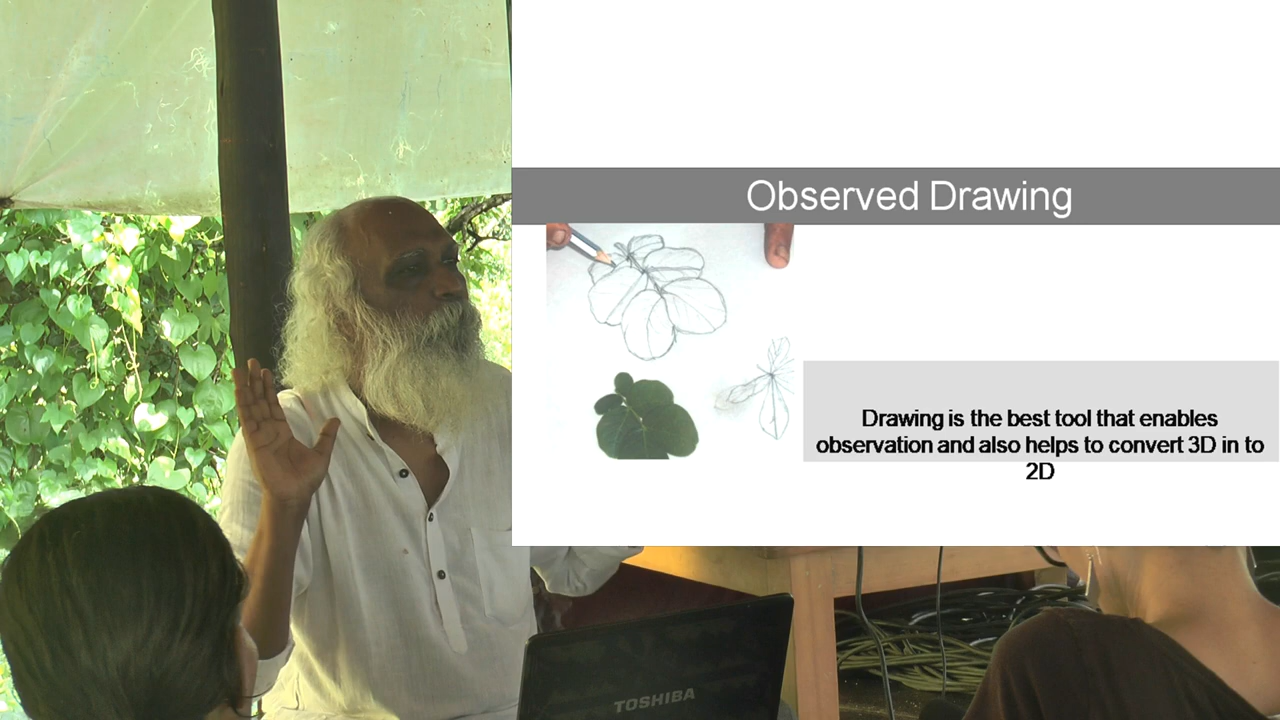 Observed Drawing
Drawing is the best tool that enables
observation and also helps to convert 3D in to
2D
TOSHIBA